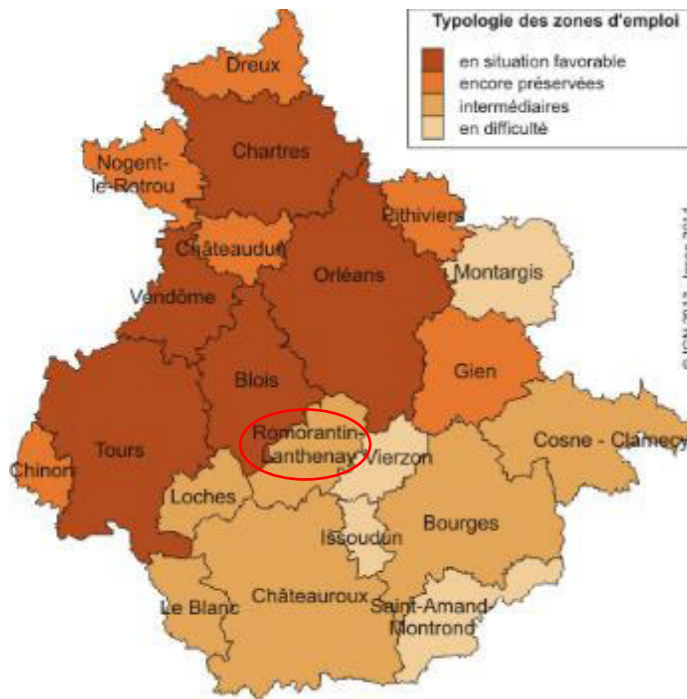 Typologie des zones d'emploi
en situation favorable
encore préservées
intermédiaires
en difficulté
Dreux
Chartres
Nogent-
le-Rotrou
Pithiviers
Châteaudun
Orléans
Montargis
Vendôme
Blois
Gien
Romorantin-
Lanthenay
Cosne - Clamecy
Tours
Vierzon
Chinon
Loches
Bourges
Issoudun
Châteauroux
Le Blanc
Saint-Amand-
Montrond